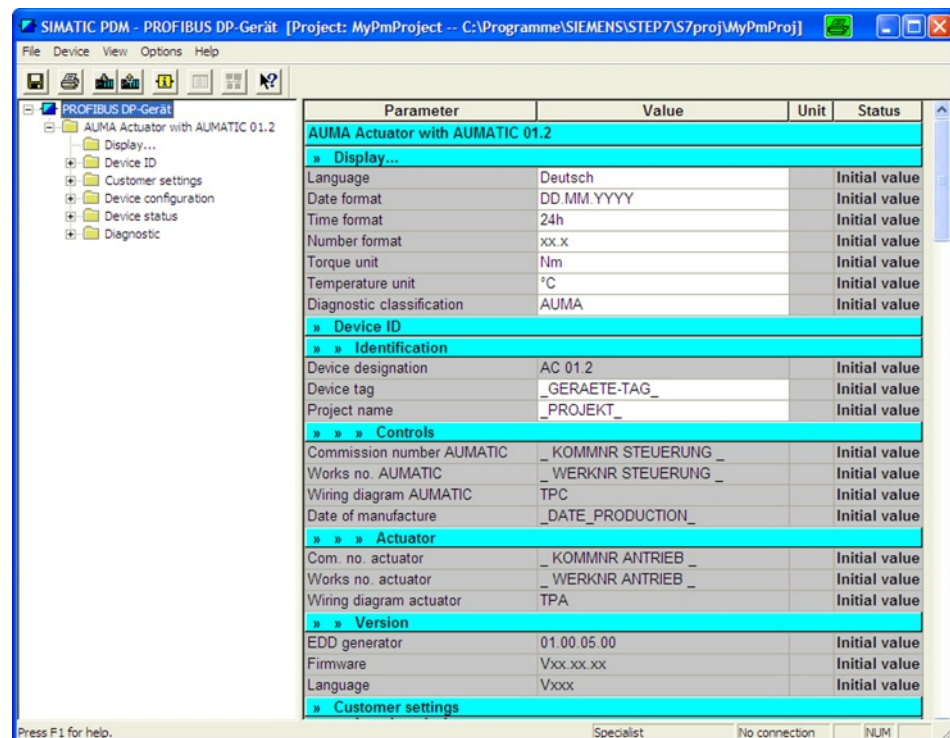 SIMATIC PDM - PROFIBUS DP-Gerät [Project: MyPmProject -- C:\Programme\SIEMENS\STEP7\S7proj\MyPmProj]
File Device View Options Help
PROFIBUS DP-Gerät
AUMA Actuator with AUMATIC 01.2
Display...
Device ID
Customer settings
Device configuration
Device status
Diagnostic
Parameter Value Unit Status
AUMA Actuator with AUMATIC 01.2
» Display...
Language Deutsch Initial value
Date format DD.MM.YYYY Initial value
Time format 24h Initial value
Number format xx.x Initial value
Torque unit Nm Initial value
Temperature unit °C Initial value
Diagnostic classification AUMA Initial value
» Device ID
» » Identification
Device designation AC 01.2 Initial value
Device tag _GERAETE-TAG_ Initial value
Project name _PROJEKT_ Initial value
» » » Controls
Commission number AUMATIC _ KOMMNR STEUERUNG _ Initial value
Works no. AUMATIC _ WERKNR STEUERUNG _ Initial value
Wiring diagram AUMATIC TPC Initial value
Date of manufacture _DATE_PRODUCTION_ Initial value
» » » Actuator
Com. no. actuator _ KOMMNR ANTRIEB _ Initial value
Works no. actuator _ WERKNR ANTRIEB _ Initial value
Wiring diagram actuator TPA Initial value
» » Version
EDD generator 01.00.05.00 Initial value
Firmware Vxx.xx.xx Initial value
Language Vxxx Initial value
» Customer settings
Press F1 for help. Specialist No connection NUM